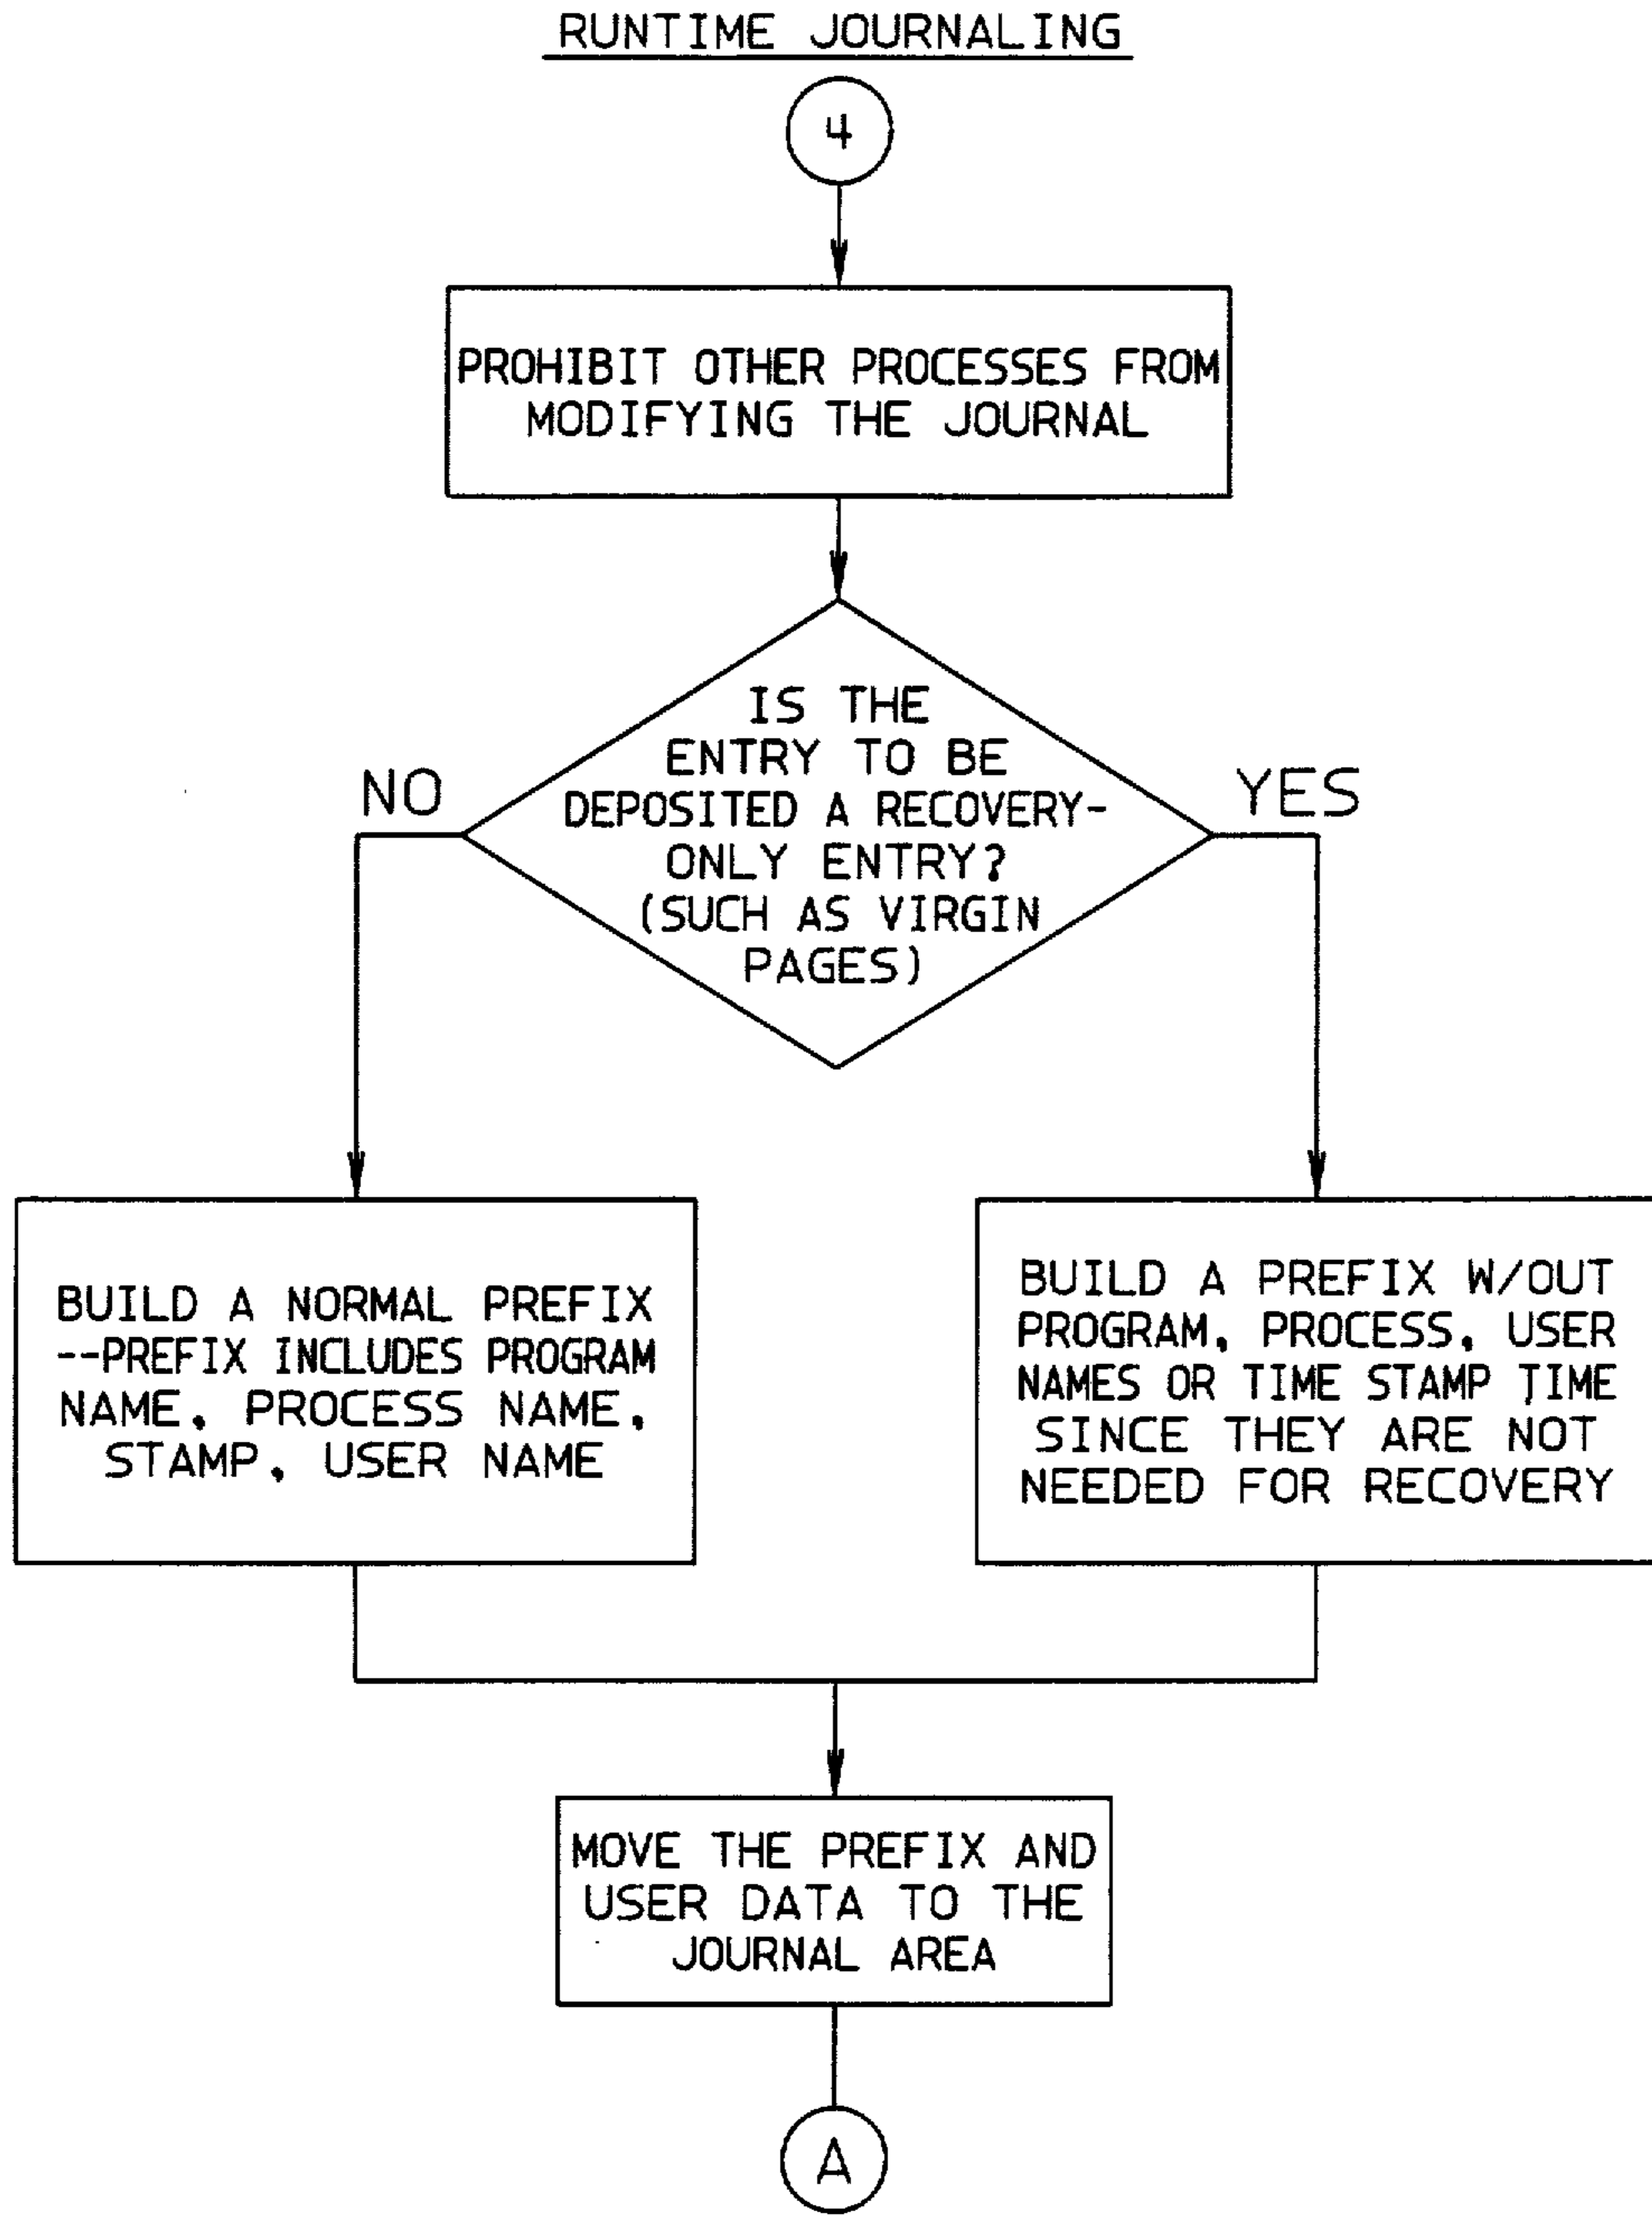 RUNTIME JOURNALING
4
PROHIBIT OTHER PROCESSES FROM
MODIFYING THE JOURNAL
IS THE
ENTRY TO BE
DEPOSITED A RECOVERY-
ONLY ENTRY?
(SUCH AS VIRGIN
PAGES)
NO
YES
BUILD A NORMAL PREFIX
--PREFIX INCLUDES PROGRAM
NAME, PROCESS NAME,
STAMP, USER NAME
BUILD A PREFIX W/OUT
PROGRAM, PROCESS, USER
NAMES OR TIME STAMP TIME
SINCE THEY ARE NOT
NEEDED FOR RECOVERY
MOVE THE PREFIX AND
USER DATA TO THE
JOURNAL AREA
A